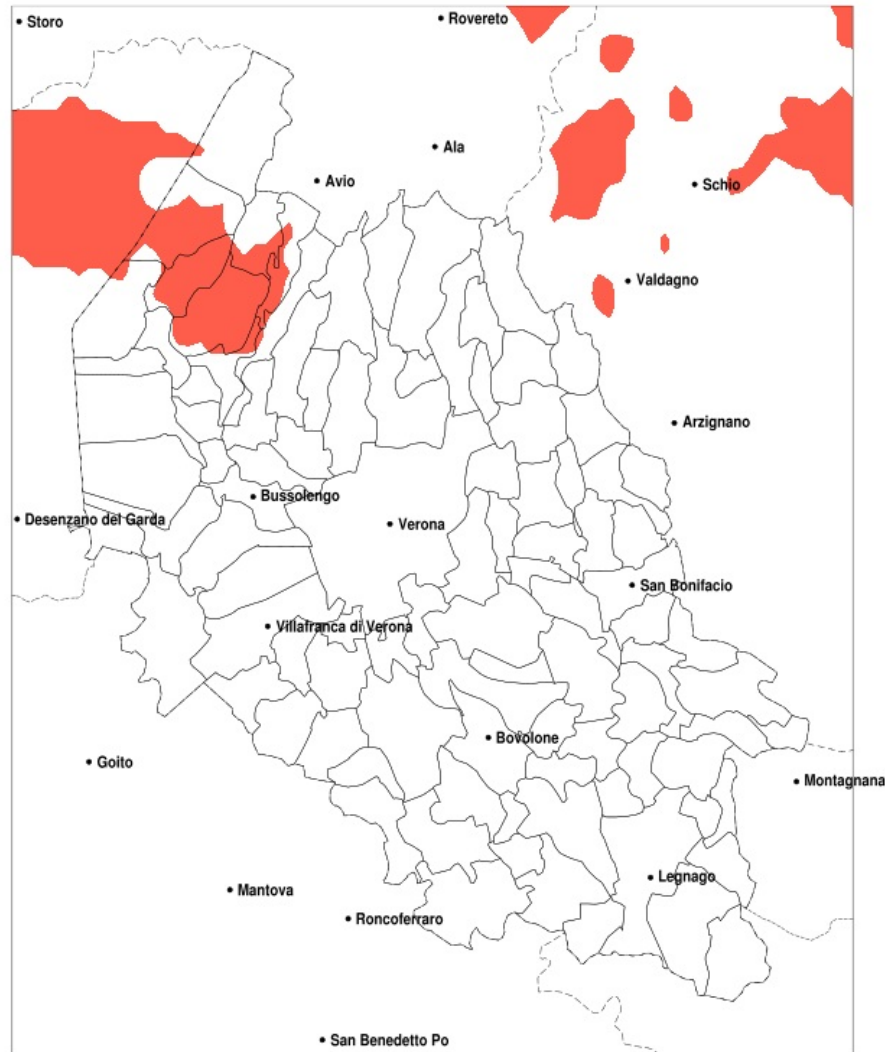 Storo
Rovereto
Ala
Avio
Schio
Valdagno
Arzignano
Bussolengo
Desenzano del Garda
Verona
San Bonifacio
Villafranca di Verona
Bovolone
Goito
Montagnana
Legnago
Mantova
Roncoferraro
San Benedetto Po